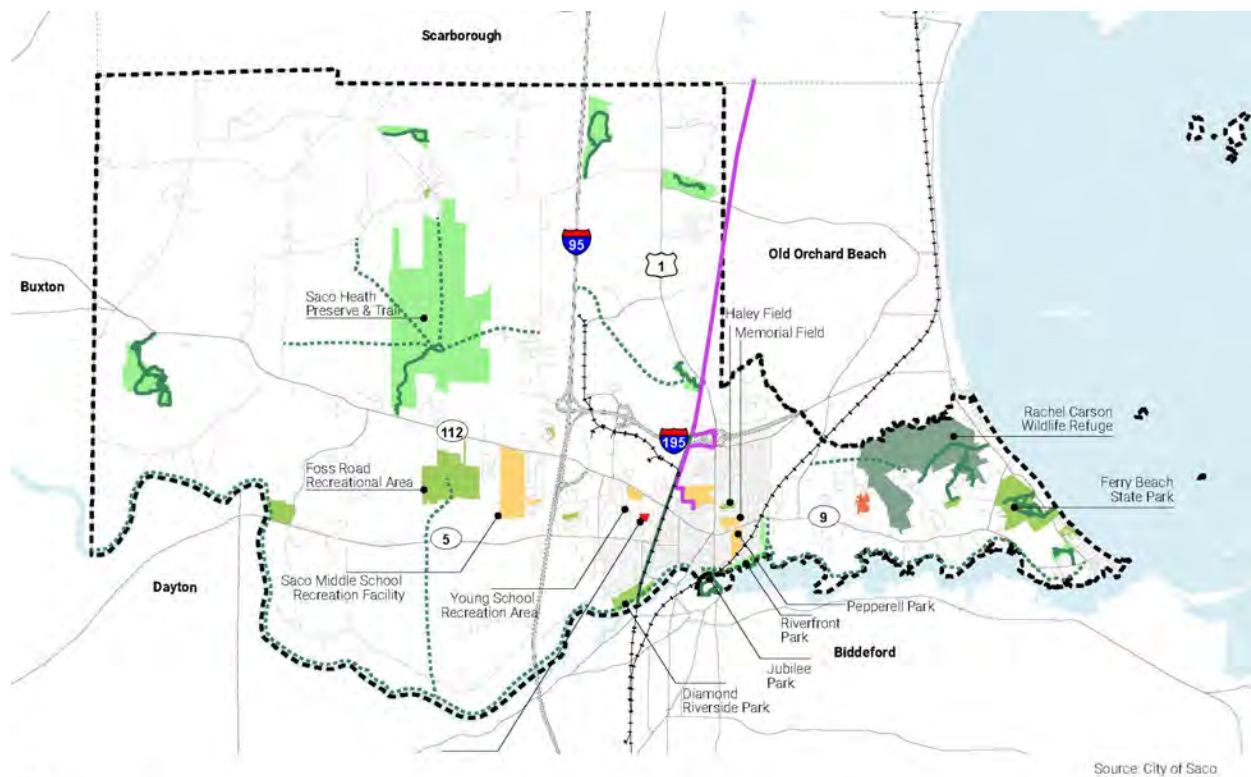 Scarborough
95
1
Old Orchard Beach
Buxton
Saco Heath
Preserve & Trail
Haley Field
Memorial Field
195
112
Rachel Carson
Wildlife Refuge
Foss Road
Recreational Area
Ferry Beach
State Park
9
5
Saco Middle School
Recreation Facility
Dayton
Young School
Recreation Area
Pepperell Park
Riverfront
Park
Biddeford
Jubilee
Park
Diamond
Riverside Park
Source: City of Saco